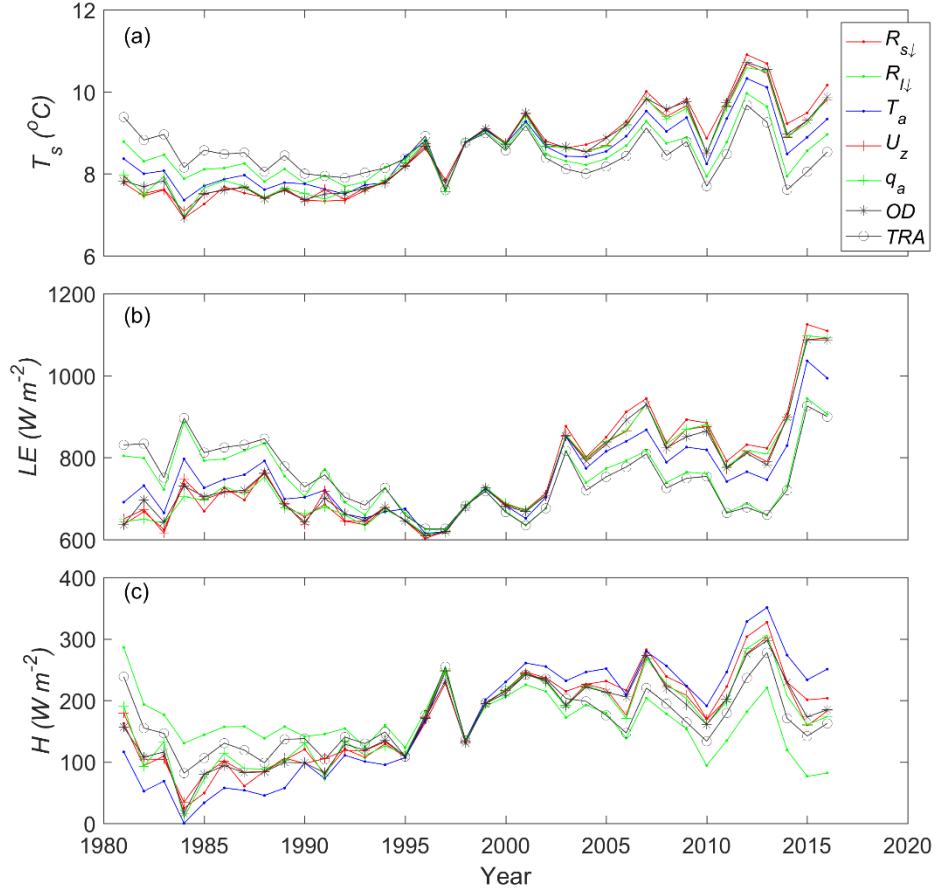 (a)
12
10
8
6
T_s (°C)
R_s↓
R_l↓
T_a
U_z
q_a
OD
TRA
(b)
1200
1000
800
600
LE (W m⁻²)
(c)
400
300
200
100
0
H (W m⁻²)
1980 1985 1990 1995 2000 2005 2010 2015 2020
Year